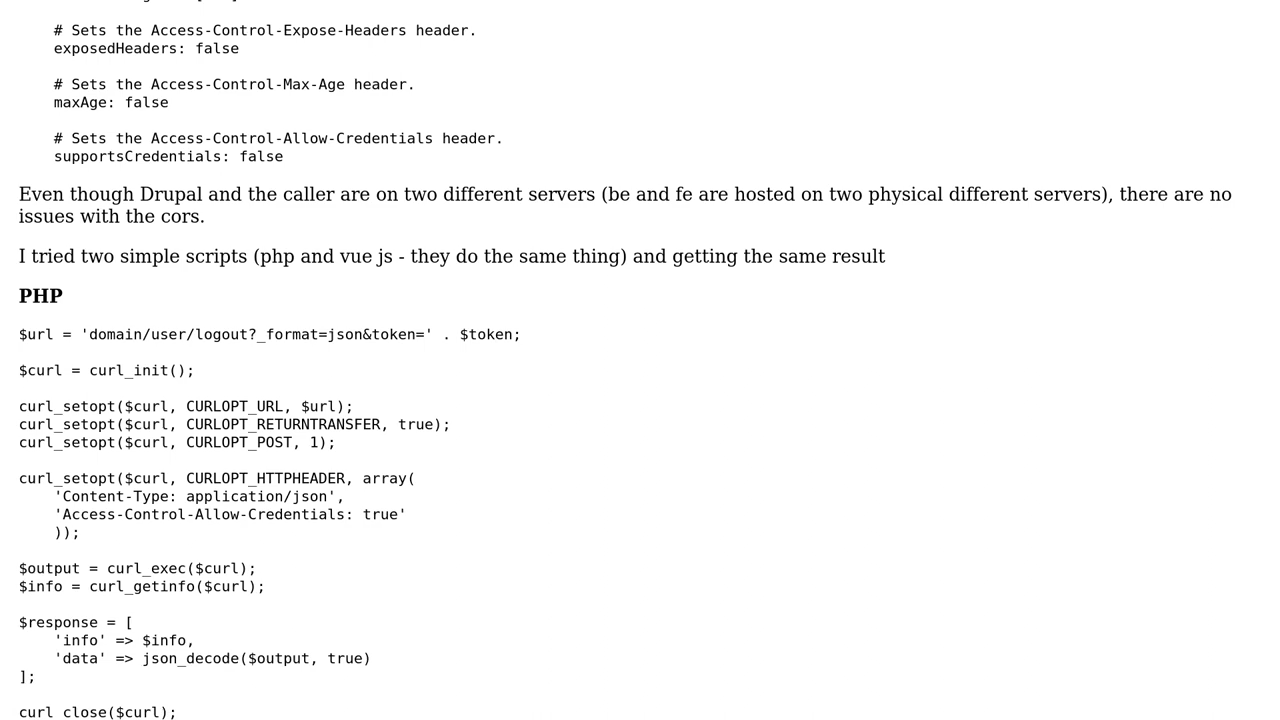 # Sets the Access-Control-Expose-Headers header.
exposedHeaders: false
# Sets the Access-Control-Max-Age header.
maxAge: false
# Sets the Access-Control-Allow-Credentials header.
supportsCredentials: false
Even though Drupal and the caller are on two different servers (be and fe are hosted on two physical different servers), there are no
issues with the cors.
I tried two simple scripts (php and vue js - they do the same thing) and getting the same result
PHP
$url = 'domain/user/logout?_format=json&token=' . $token;
$curl = curl_init();
curl_setopt($curl, CURLOPT_URL, $url);
curl_setopt($curl, CURLOPT_RETURNTRANSFER, true);
curl_setopt($curl, CURLOPT_POST, 1);
curl_setopt($curl, CURLOPT_HTTPHEADER, array(
'Content-Type: application/json',
'Access-Control-Allow-Credentials: true'
));
$output = curl_exec($curl);
$info = curl_getinfo($curl);
$response = [
'info' => $info,
'data' => json_decode($output, true)
];
curl_close($curl);